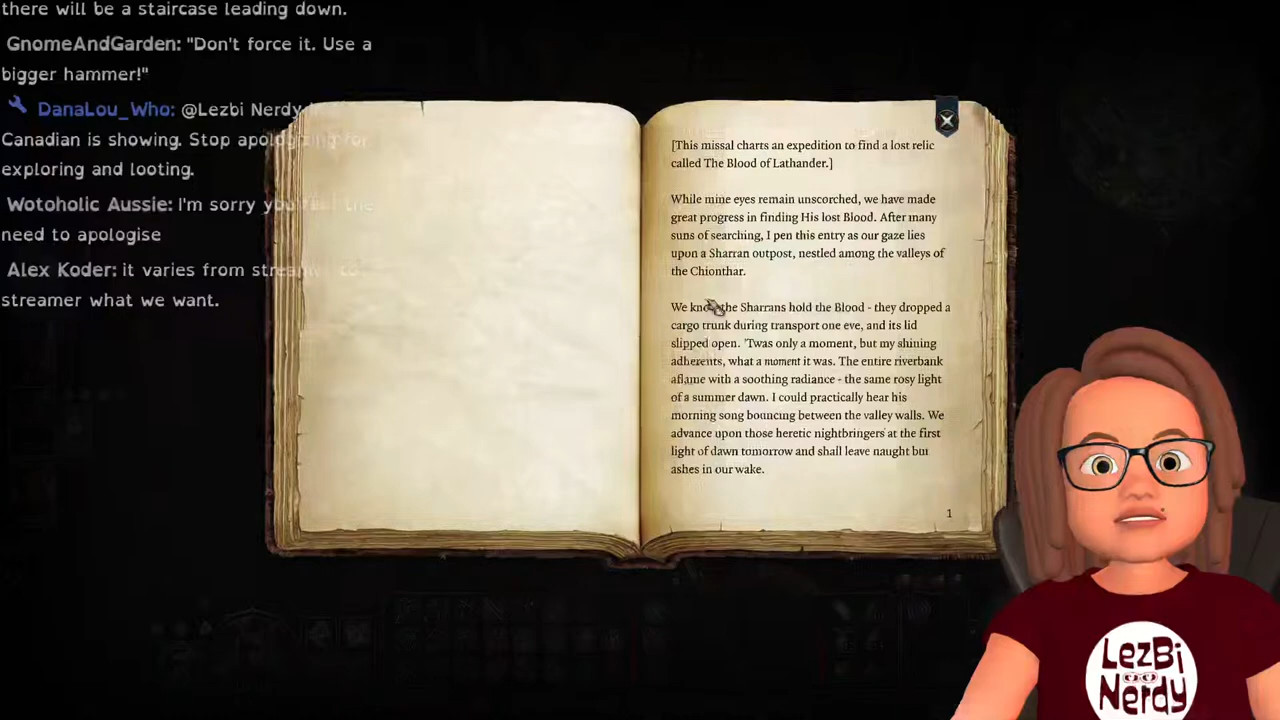 there will be a staircase leading down.
GnomeAndGarden: "Don't force it. Use a
bigger hammer!"
DanaLou_Who: @Lezbi Nerdy
Canadian is showing. Stop apologizing for
exploring and looting.
Wotoholic Aussie: I'm sorry you feel the
need to apologise
Alex Koder: it varies from streamer to
streamer what we want.
[This missal charts an expedition to find a lost relic
called The Blood of Lathander.]
While mine eyes remain unscorched, we have made
great progress in finding His lost Blood. After many
suns of searching, I pen this entry as our gaze lies
upon a Sharran outpost, nestled among the valleys of
the Chionthar.
We know the Sharrans hold the Blood - they dropped a
cargo trunk during transport one eve, and its lid
slipped open. 'Twas only a moment, but my shining
adherents, what a moment it was. The entire riverbank
aflame with a soothing radiance - the same rosy light
of a summer dawn. I could practically hear his
morning song bouncing between the valley walls. We
advance upon those heretic nightbringers at the first
light of dawn tomorrow and shall leave naught but
ashes in our wake.
1
LezBi
Nerdy